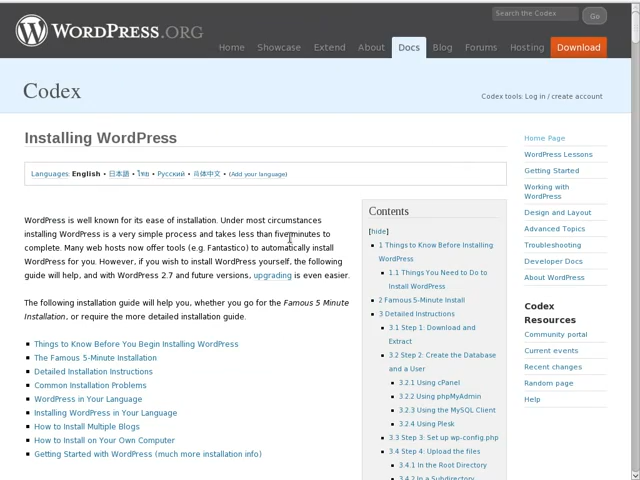 WORDPRESS.ORG
Search the Codex
Go
Home Showcase Extend About Docs Blog Forums Hosting Download
Codex
Codex tools: Log in / create account
Installing WordPress
Languages: English • 日本語 • ไทย • Русский • 简体中文 • (Add your language)
WordPress is well known for its ease of installation. Under most circumstances
installing WordPress is a very simple process and takes less than five minutes to
complete. Many web hosts now offer tools (e.g. Fantastico) to automatically install
WordPress for you. However, if you wish to install WordPress yourself, the following
guide will help, and with WordPress 2.7 and future versions, upgrading is even easier.
The following installation guide will help you, whether you go for the Famous 5 Minute
Installation, or require the more detailed installation guide.
Things to Know Before You Begin Installing WordPress
The Famous 5-Minute Installation
Detailed Installation Instructions
Common Installation Problems
WordPress in Your Language
Installing WordPress in Your Language
How to Install Multiple Blogs
How to Install on Your Own Computer
Getting Started with WordPress (much more installation info)
Contents
[hide]
1 Things to Know Before Installing
WordPress
1.1 Things You Need to Do to
Install WordPress
2 Famous 5-Minute Install
3 Detailed Instructions
3.1 Step 1: Download and
Extract
3.2 Step 2: Create the Database
and a User
3.2.1 Using cPanel
3.2.2 Using phpMyAdmin
3.2.3 Using the MySQL Client
3.2.4 Using Plesk
3.3 Step 3: Set up wp-config.php
3.4 Step 4: Upload the files
3.4.1 In the Root Directory
3.4.2 In a Subdirectory
Home Page
WordPress Lessons
Getting Started
Working with
WordPress
Design and Layout
Advanced Topics
Troubleshooting
Developer Docs
About WordPress
Codex
Resources
Community portal
Current events
Recent changes
Random page
Help